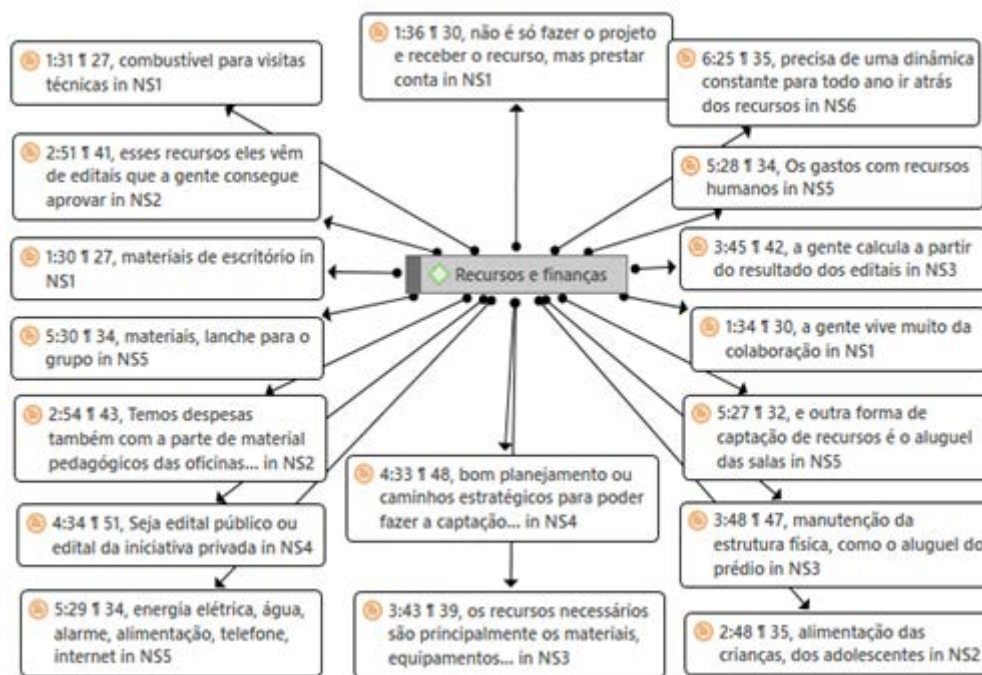 1:31 ¶ 27, combustível para visitas
técnicas in NS1
2:51 ¶ 41, esses recursos eles vêm
de editais que a gente consegue
aprovar in NS2
1:30 ¶ 27, materiais de escritório in
NS1
5:30 ¶ 34, materiais, lanche para o
grupo in NS5
2:54 ¶ 43, Temos despesas
também com a parte de material
pedagógicos das oficinas... in NS2
4:34 ¶ 51, Seja edital público ou
edital da iniciativa privada in NS4
5:29 ¶ 34, energia elétrica, água,
alarme, alimentação, telefone,
internet in NS5
1:36 ¶ 30, não é só fazer o projeto
e receber o recurso, mas prestar
conta in NS1
Recursos e finanças
4:33 ¶ 48, bom planejamento ou
caminhos estratégicos para poder
fazer a captação... in NS4
3:43 ¶ 39, os recursos necessários
são principalmente os materiais,
equipamentos... in NS3
6:25 ¶ 35, precisa de uma dinâmica
constante para todo ano ir atrás
dos recursos in NS6
5:28 ¶ 34, Os gastos com recursos
humanos in NS5
3:45 ¶ 42, a gente calcula a partir
do resultado dos editais in NS3
1:34 ¶ 30, a gente vive muito da
colaboração in NS1
5:27 ¶ 32, e outra forma de
captação de recursos é o aluguel
das salas in NS5
3:48 ¶ 47, manutenção da
estrutura física, como o aluguel do
prédio in NS3
2:48 ¶ 35, alimentação das
crianças, dos adolescentes in NS2